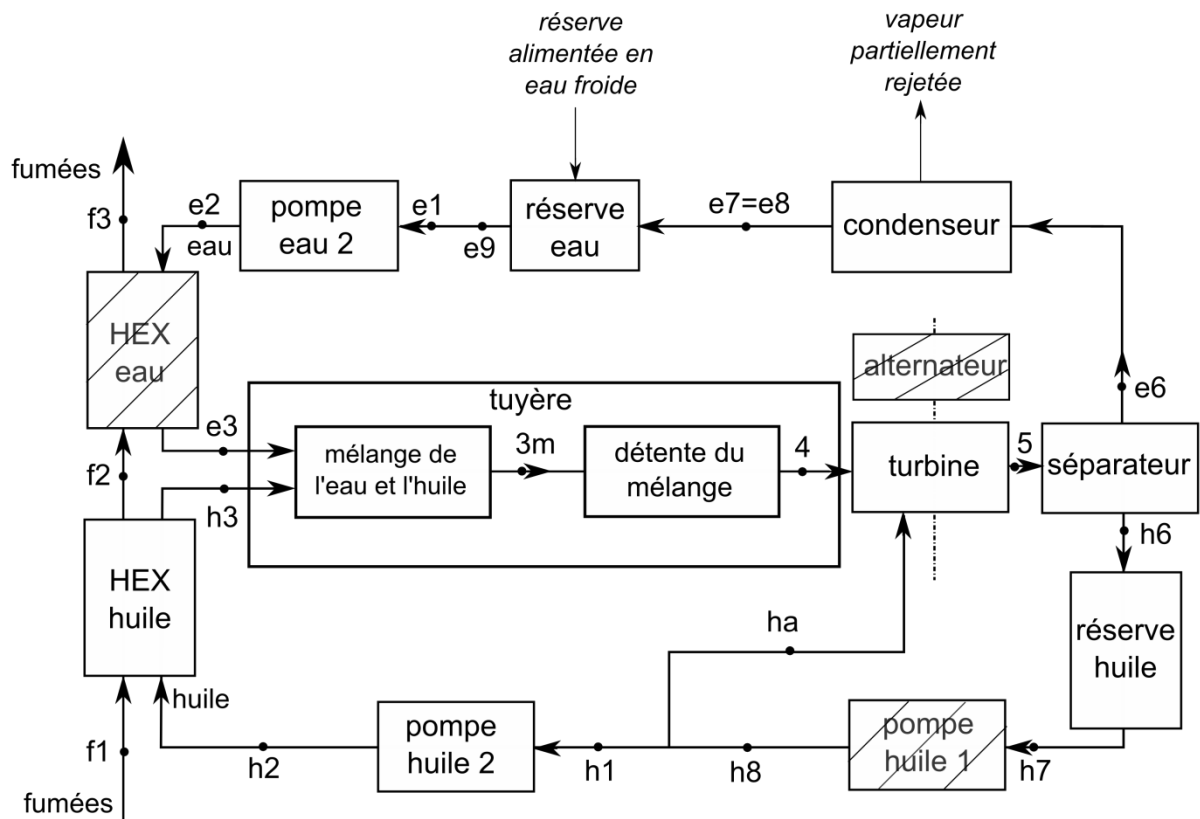 réserve
alimentée en
eau froide
vapeur
partiellement
rejetée
fumées
f3
e2
eau
pompe
eau 2
e1
e9
réserve
eau
e7=e8
condenseur
HEX
eau
alternateur
e6
tuyère
e3
mélange de
l'eau et l'huile
3m
détente du
mélange
4
turbine
5
séparateur
f2
h3
h6
HEX
huile
ha
réserve
huile
huile
f1
h2
pompe
huile 2
h1
h8
pompe
huile 1
h7
fumées